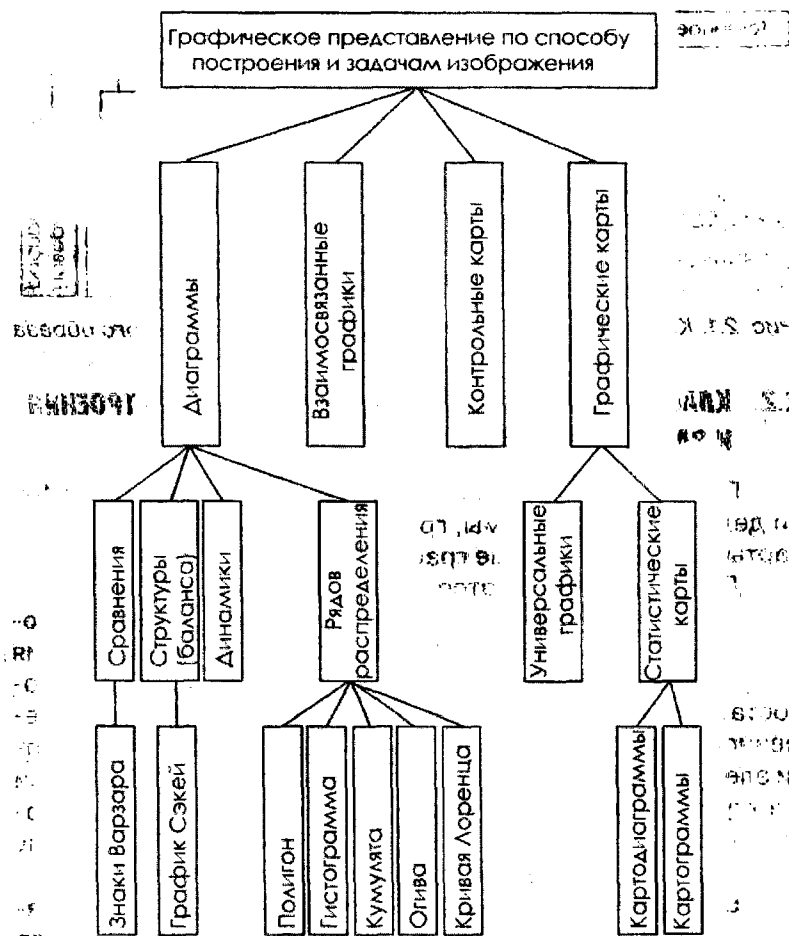 Графическое представление по способу
построения и задачам изображения
Диаграммы
Взаимосвязанные
графики
Контрольные карты
Графические карты
Сравнения
Структуры
(баланса)
Динамики
Рядов
распределения
Универсальные
графики
Статистические
карты
Знаки Варзара
График Сэкей
Полигон
Гистограмма
Кумулята
Огива
Кривая Лоренца
Картодиаграммы
Картограммы